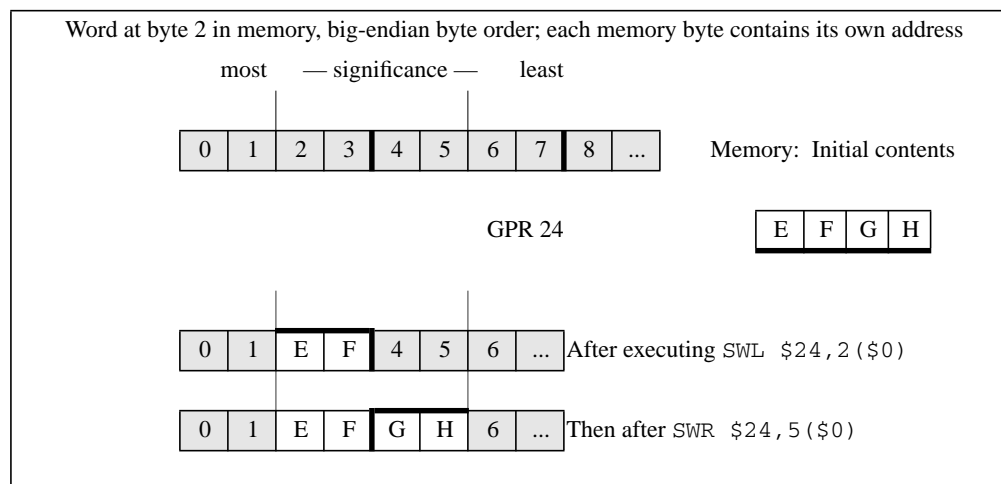 Word at byte 2 in memory, big-endian byte order; each memory byte contains its own address
most — significance — least
0 1 2 3 4 5 6 7 8 ... Memory: Initial contents
GPR 24 E F G H
0 1 E F 4 5 6 ... After executing SWL $24,2($0)
0 1 E F G H 6 ... Then after SWR $24,5($0)